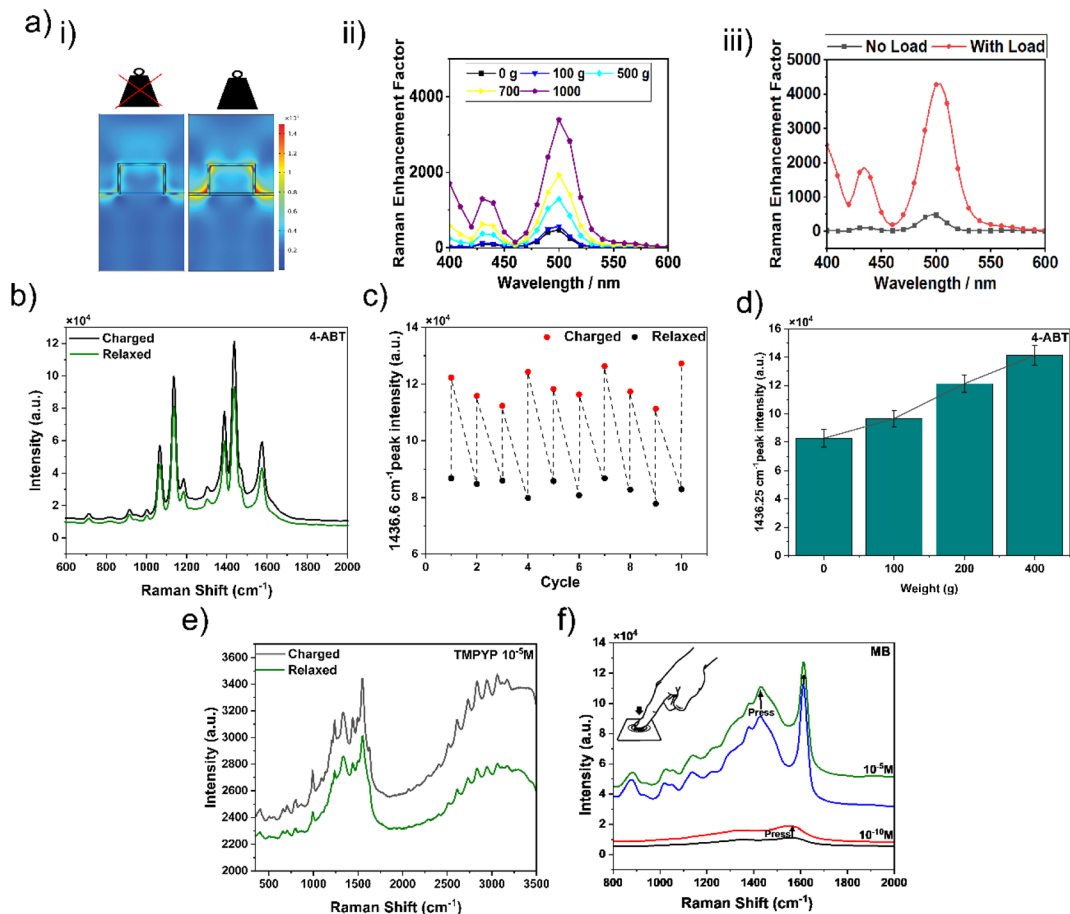 a) i)
×10⁵
1.4
1.2
1
0.8
0.6
0.4
0.2
ii)
Raman Enhancement Factor
4000
2000
0
0 g 100 g 500 g
700 1000
400 450 500 550 600
Wavelength / nm
iii)
No Load With Load
Raman Enhancement Factor
5000
4000
3000
2000
1000
0
400 450 500 550 600
Wavelength / nm
b)
×10⁴
Charged
Relaxed
4-ABT
Intensity (a.u.)
12
10
8
6
4
2
0
600 800 1000 1200 1400 1600 1800 2000
Raman Shift (cm⁻¹)
c)
×10⁴
Charged Relaxed
1436.6 cm⁻¹peak intensity (a.u.)
14
12
10
8
6
0 2 4 6 8 10
Cycle
d)
×10⁴
4-ABT
1436.25 cm⁻¹peak intensity (a.u.)
16
14
12
10
8
6
4
2
0
0 100 200 400
Weight (g)
e)
Charged
Relaxed
TMPYP 10⁻⁵M
Intensity (a.u.)
3600
3400
3200
3000
2800
2600
2400
2200
2000
500 1000 1500 2000 2500 3000 3500
Raman Shift (cm⁻¹)
f)
×10⁴
MB
Intensity (a.u.)
14
12
10
8
6
4
2
0
Press
10⁻⁵M
Press
10⁻¹⁰M
800 1000 1200 1400 1600 1800 2000
Raman Shift (cm⁻¹)